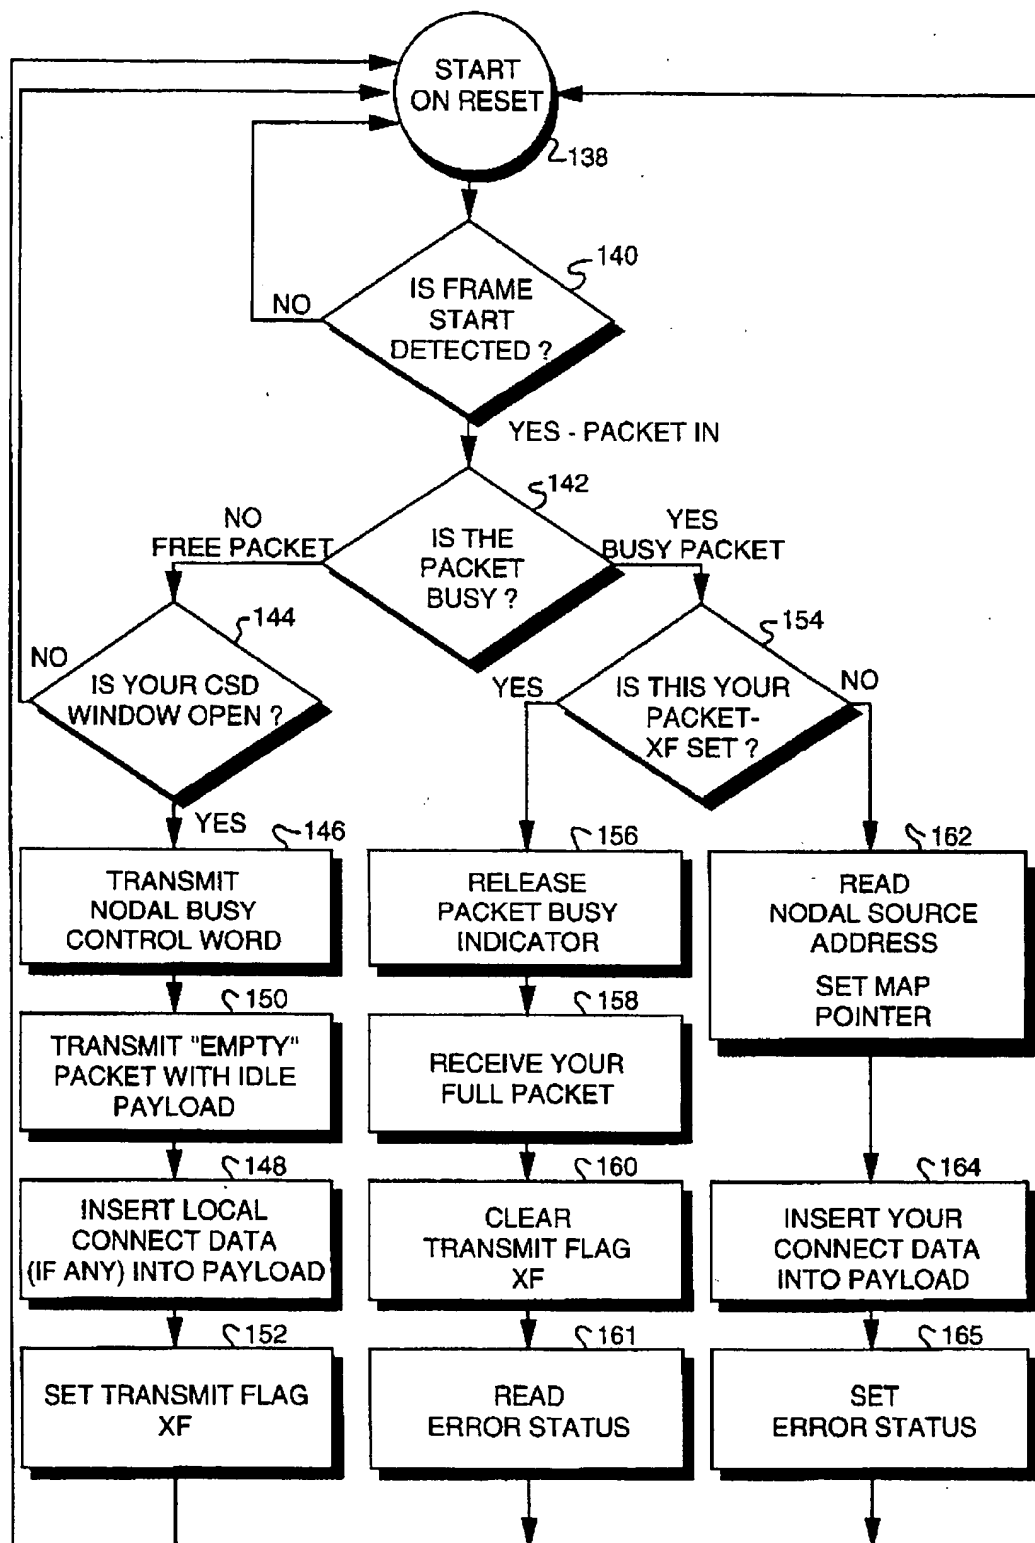 START
ON RESET
138
140
IS FRAME
START
DETECTED ?
NO
YES - PACKET IN
142
IS THE
PACKET
BUSY ?
NO
FREE PACKET
YES
BUSY PACKET
144
IS YOUR CSD
WINDOW OPEN ?
NO
YES
154
IS THIS YOUR
PACKET-
XF SET ?
YES
NO
146
TRANSMIT
NODAL BUSY
CONTROL WORD
156
RELEASE
PACKET BUSY
INDICATOR
162
READ
NODAL SOURCE
ADDRESS
SET MAP
POINTER
150
TRANSMIT "EMPTY"
PACKET WITH IDLE
PAYLOAD
158
RECEIVE YOUR
FULL PACKET
148
INSERT LOCAL
CONNECT DATA
(IF ANY) INTO PAYLOAD
160
CLEAR
TRANSMIT FLAG
XF
164
INSERT YOUR
CONNECT DATA
INTO PAYLOAD
152
SET TRANSMIT FLAG
XF
161
READ
ERROR STATUS
165
SET
ERROR STATUS